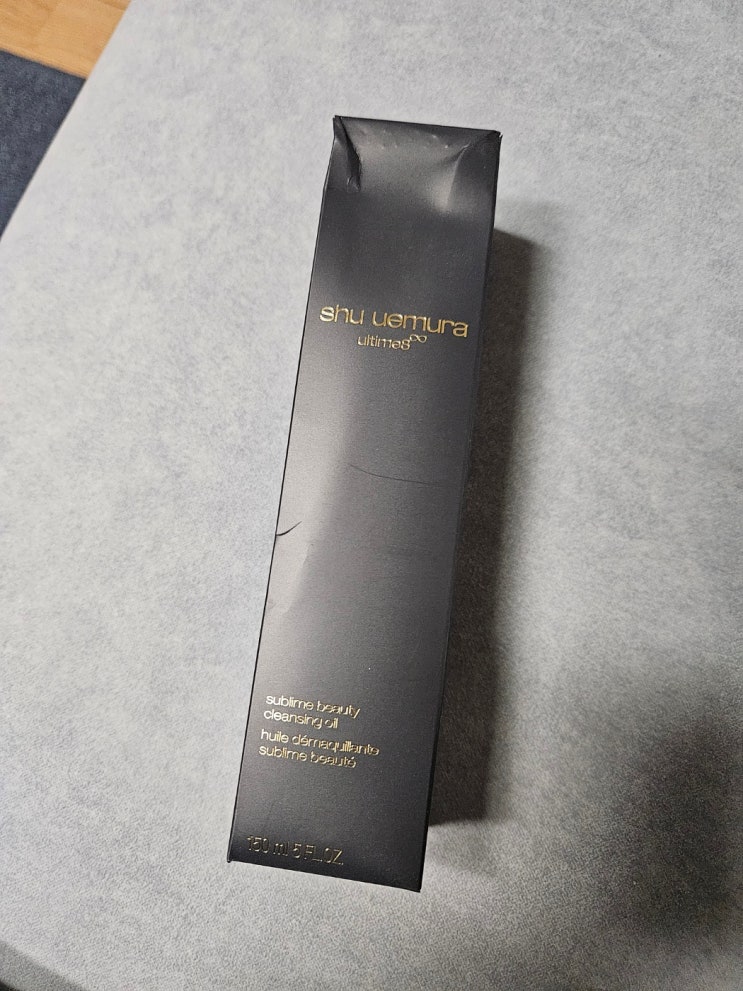 shu uemura
ultime8∞
sublime beauty
cleansing oil
huile démaquillante
sublime beauté
150 ml 5 FL.OZ.